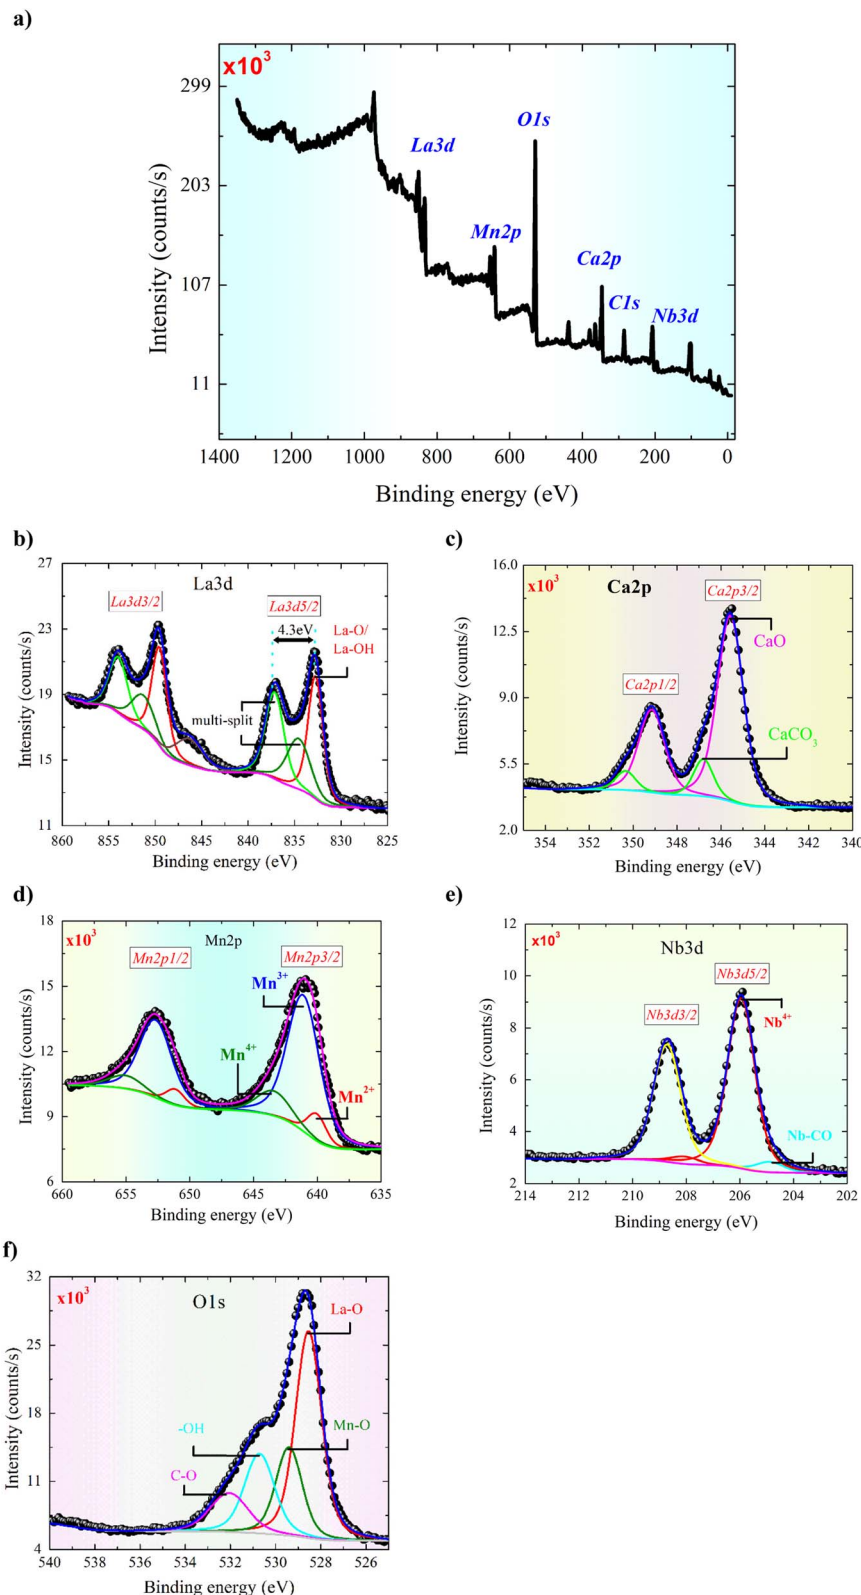 a)
x10³
299
203
107
11
Intensity (counts/s)
La3d
Mn2p
O1s
Ca2p
C1s
Nb3d
1400 1200 1000 800 600 400 200 0
Binding energy (eV)
b)
27
23
19
15
11
Intensity (counts/s)
La3d
La3d3/2
La3d5/2
4.3eV
La-O/
La-OH
multi-split
860 855 850 845 840 835 830 825
Binding energy (eV)
c)
16.0
12.5
9.0
5.5
2.0
Intensity (counts/s)
x10³
Ca2p
Ca2p3/2
Ca2p1/2
CaO
CaCO₃
354 352 350 348 346 344 342 340
Binding energy (eV)
d)
18
15
12
9
6
Intensity (counts/s)
x10³
Mn2p
Mn2p1/2
Mn2p3/2
Mn³⁺
Mn⁴⁺
Mn²⁺
660 655 650 645 640 635
Binding energy (eV)
e)
12
10
8
6
4
2
Intensity (counts/s)
x10³
Nb3d
Nb3d5/2
Nb3d3/2
Nb⁴⁺
Nb-CO
214 212 210 208 206 204 202
Binding energy (eV)
f)
32
25
18
11
4
Intensity (counts/s)
x10³
O1s
La-O
-OH
Mn-O
C-O
540 538 536 534 532 530 528 526
Binding energy (eV)